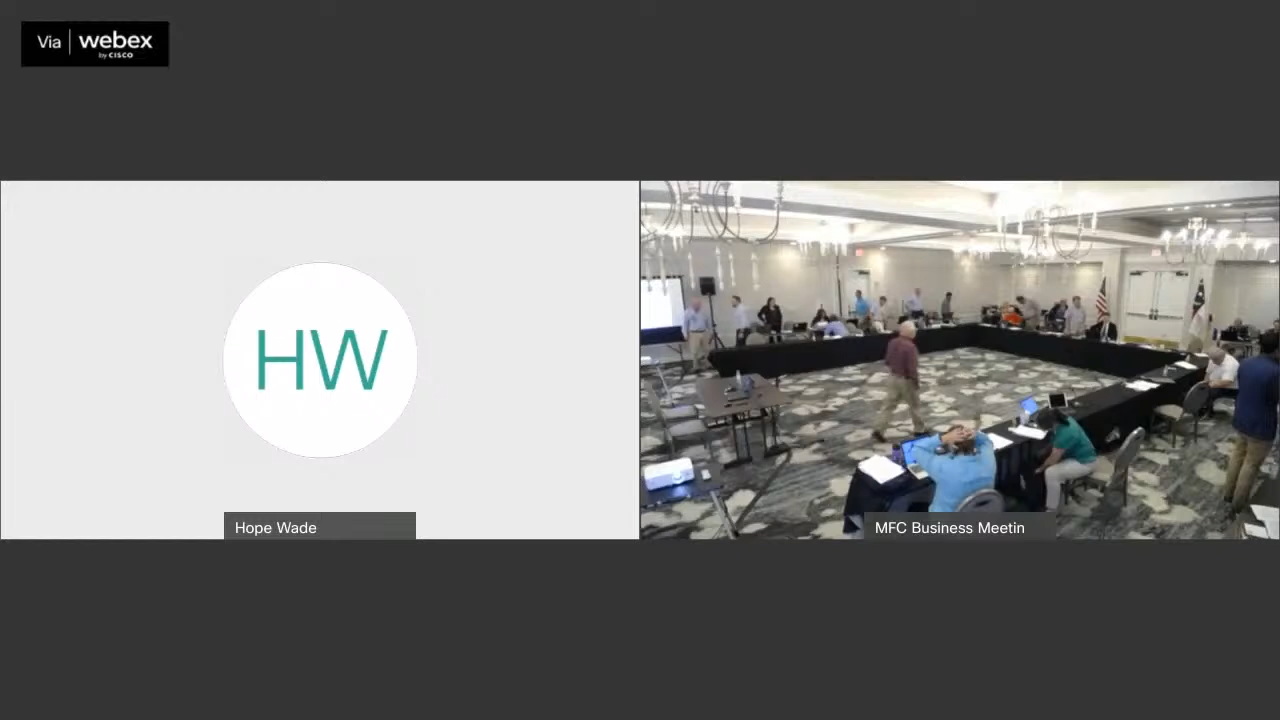 Via webex
by CISCO
HW
Hope Wade
MFC Business Meetin